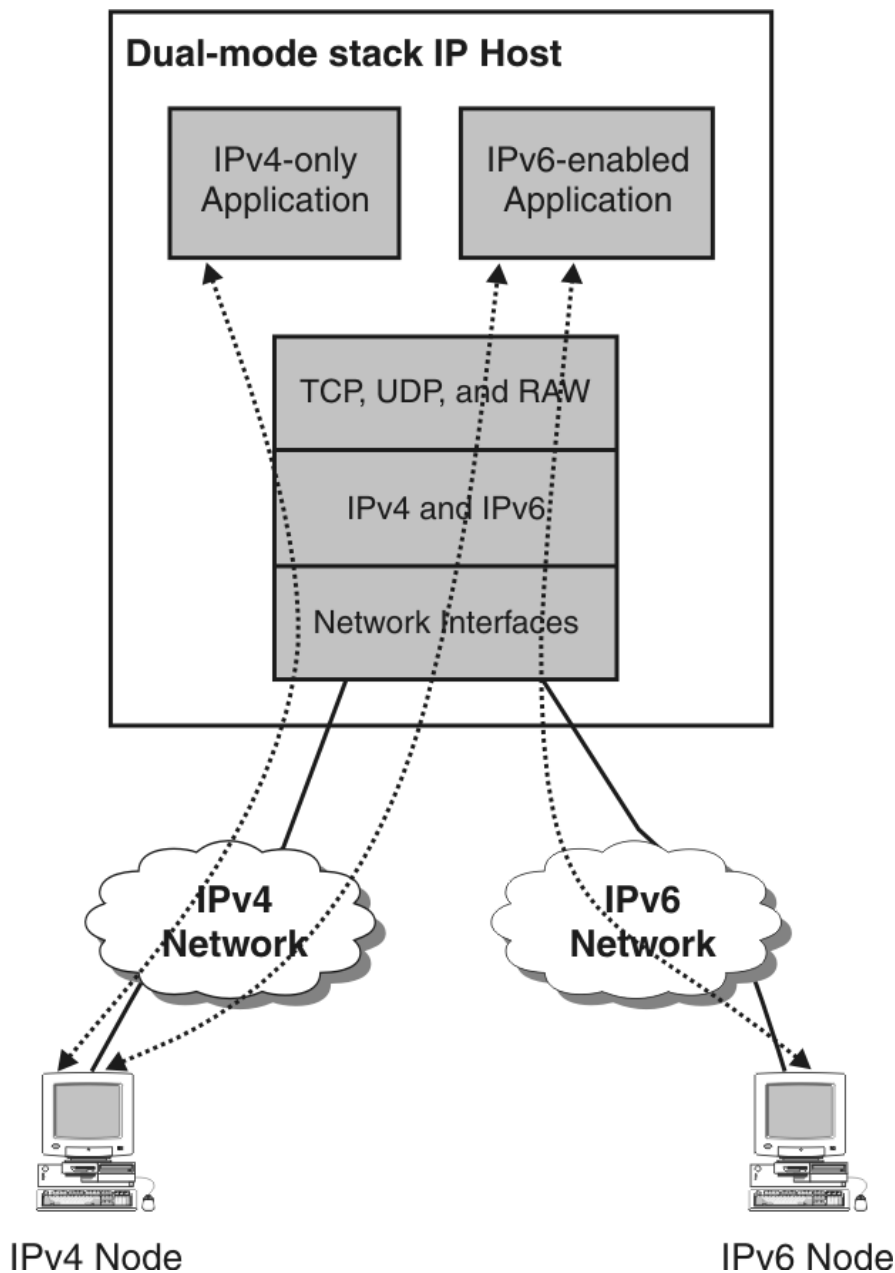 Dual-mode stack IP Host
IPv4-only
Application
IPv6-enabled
Application
TCP, UDP, and RAW
IPv4 and IPv6
Network Interfaces
IPv4
Network
IPv6
Network
IPv4 Node
IPv6 Node